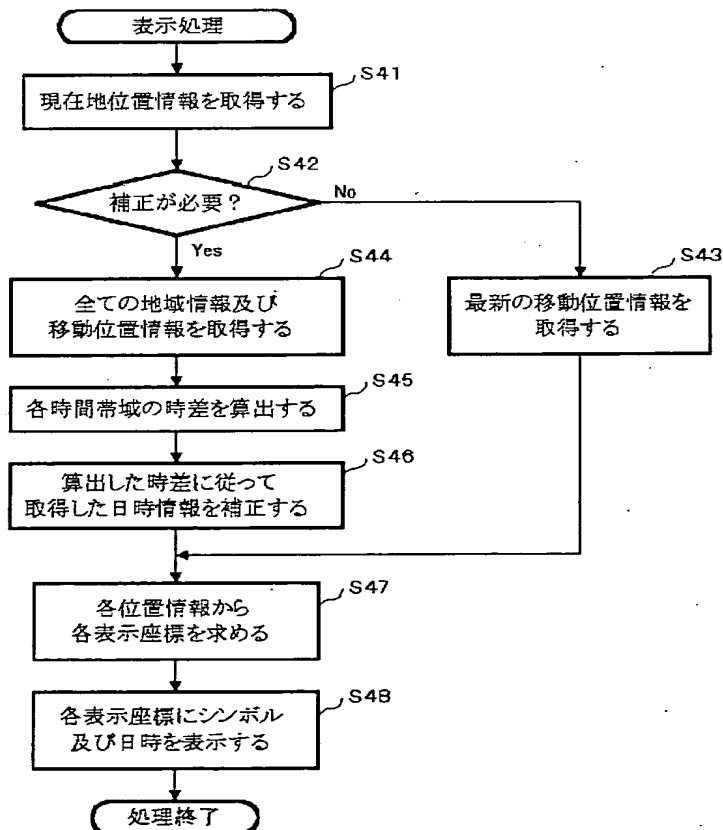 表示処理
S41
現在地位置情報を取得する
S42
補正が必要?
No
Yes
S44
全ての地域情報及び
移動位置情報を取得する
S43
最新の移動位置情報を
取得する
S45
各時間帯域の時差を算出する
S46
算出した時差に従って
取得した日時情報を補正する
S47
各位置情報から
各表示座標を求める
S48
各表示座標にシンボル
及び日時を表示する
処理終了